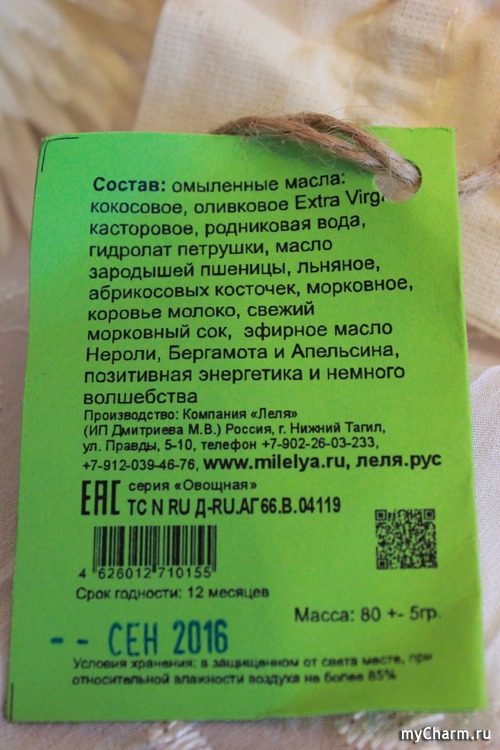 Состав: омыленные масла:
кокосовое, оливковое Extra
касторовое, родниковая вода,
гидролат петрушки, масло
зародышей пшеницы, льняное,
абрикосовых косточек, морковное,
коровье молоко, свежий
морковный сок, эфирное масло
Нероли, Бергамота и Апельсина,
позитивная энергетика и немного
волшебства
Производство: Компания «Леля»
(ИП Дмитриева М.В.) Россия, г. Нижний Тагил,
ул. Правды, 5-10, телефон +7-902-26-03-233,
+7-912-039-46-76, www.milelya.ru, леля.рус
ЕАС серия «Овощная»
ТС N RU Д-RU.АГ66.В.04119
4 626012 710155
Срок годности: 12 месяцев
Масса: 80 +- 5гр.
-- СЕН 2016
Условия хранения: в защищенном от света месте, при
относительной влажности воздуха не более 85%
myCharm.ru